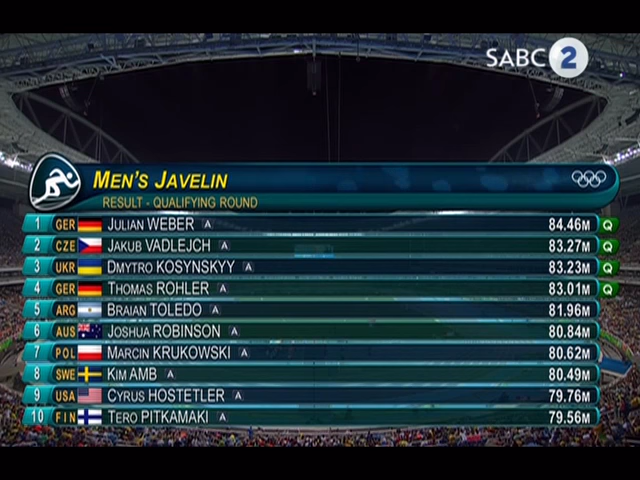 SABC 2
MEN'S JAVELIN
RESULT - QUALIFYING ROUND
1 GER JULIAN WEBER A 84.46M Q
2 CZE JAKUB VADLEJCH A 83.27M Q
3 UKR DMYTRO KOSYNSKYY A 83.23M Q
4 GER THOMAS ROHLER A 83.01M Q
5 ARG BRAIAN TOLEDO A 81.96M
6 AUS JOSHUA ROBINSON A 80.84M
7 POL MARCIN KRUKOWSKI A 80.62M
8 SWE KIM AMB A 80.49M
9 USA CYRUS HOSTETLER A 79.76M
10 FIN TERO PITKAMAKI A 79.56M